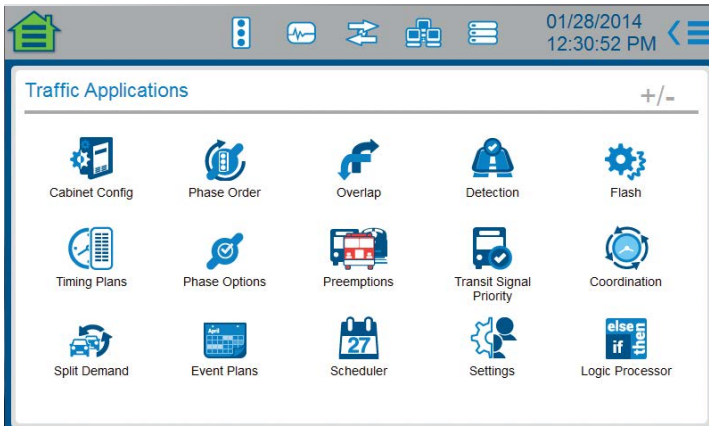 01/28/2014
12:30:52 PM
Traffic Applications
+/-
Cabinet Config
Phase Order
Overlap
Detection
Flash
Timing Plans
Phase Options
Preemptions
Transit Signal
Priority
Coordination
April
27
else
if
then
Split Demand
Event Plans
Scheduler
Settings
Logic Processor